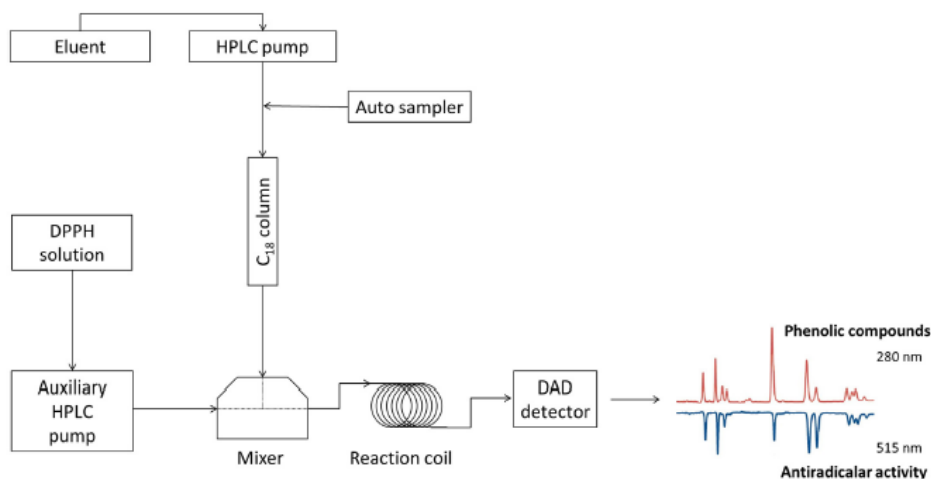 Eluent
HPLC pump
Auto sampler
C₁₈ column
DPPH
solution
Auxiliary
HPLC
pump
Mixer
Reaction coil
DAD
detector
Phenolic compounds
280 nm
515 nm
Antiradicalar activity